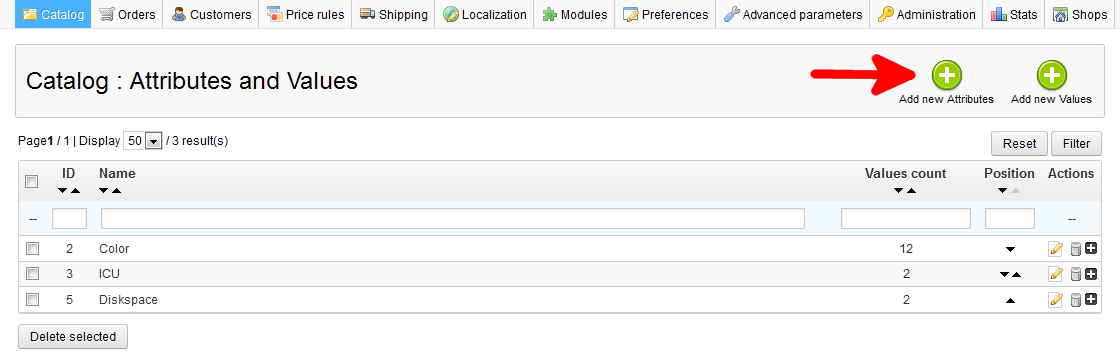 Catalog Orders Customers Price rules Shipping Localization Modules Preferences Advanced parameters Administration Stats Shops
Catalog : Attributes and Values
Add new Attributes Add new Values
Page1 / 1 | Display 50 / 3 result(s)
Reset Filter
ID Name Values count Position Actions
-- --
2 Color 12
3 ICU 2
5 Diskspace 2
Delete selected